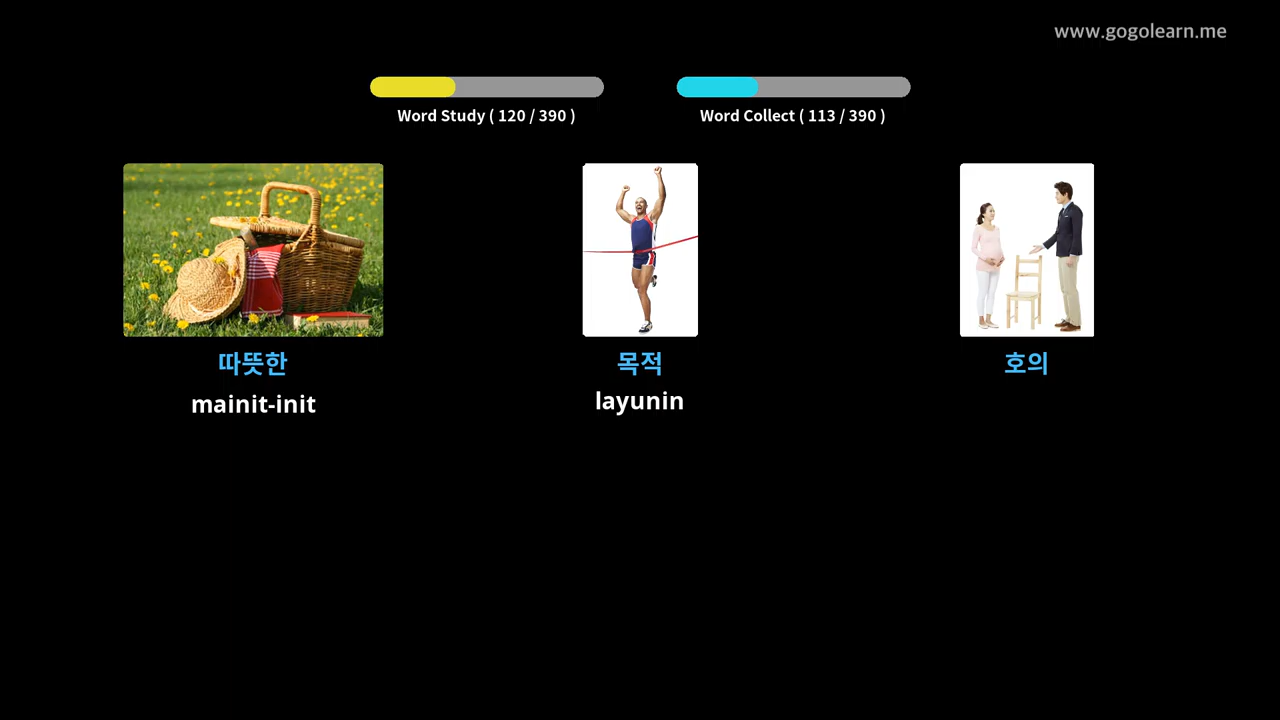 www.gogolearn.me
Word Study ( 120 / 390 )
Word Collect ( 113 / 390 )
따뜻한
목적
호의
mainit-init
layunin